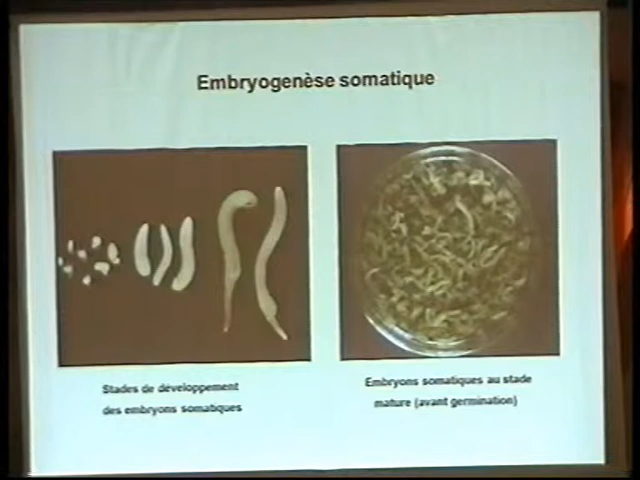 Embryogenèse somatique
Stades de développement
des embryons somatiques
Embryons somatiques au stade
mature (avant germination)